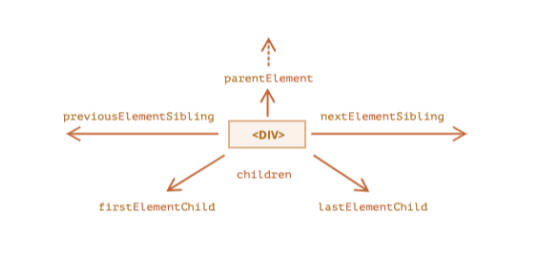 parentElement
previousElementSibling
nextElementSibling
<DIV>
children
firstElementChild
lastElementChild